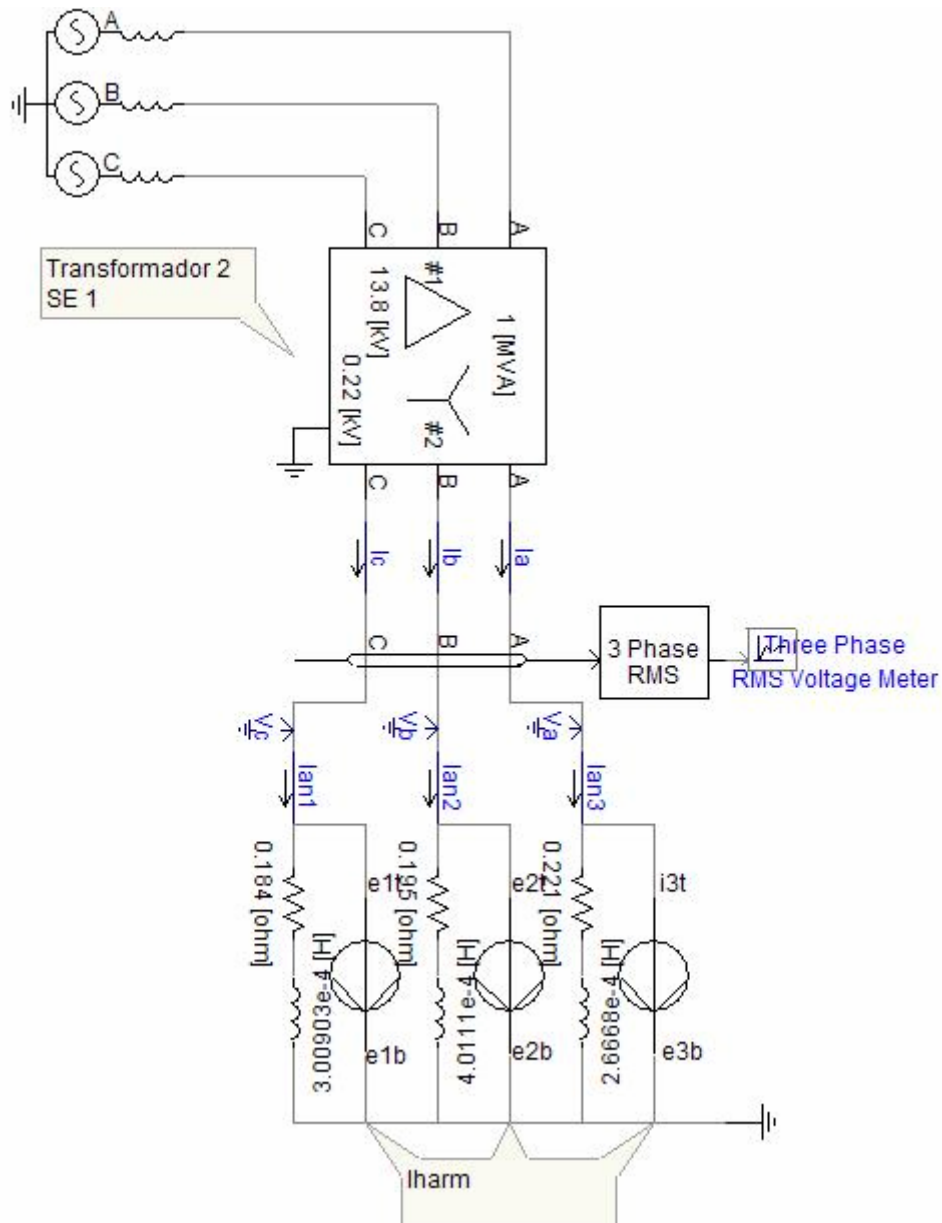 A
B
C
C
B
A
Transformador 2
SE 1
#1
13.8 [kV]
1 [MVA]
0.22 [kV]
#2
C
B
A
Ic
Ib
Ia
C
B
A
3 Phase
RMS
Three Phase
RMS Voltage Meter
Vc
Vb
Va
Ian1
Ian2
Ian3
0.184 [ohm]
e1t
0.195 [ohm]
e2t
0.221 [ohm]
i3t
3.00903e-4 [H]
4.0111e-4 [H]
2.6668e-4 [H]
e1b
e2b
e3b
Iharm